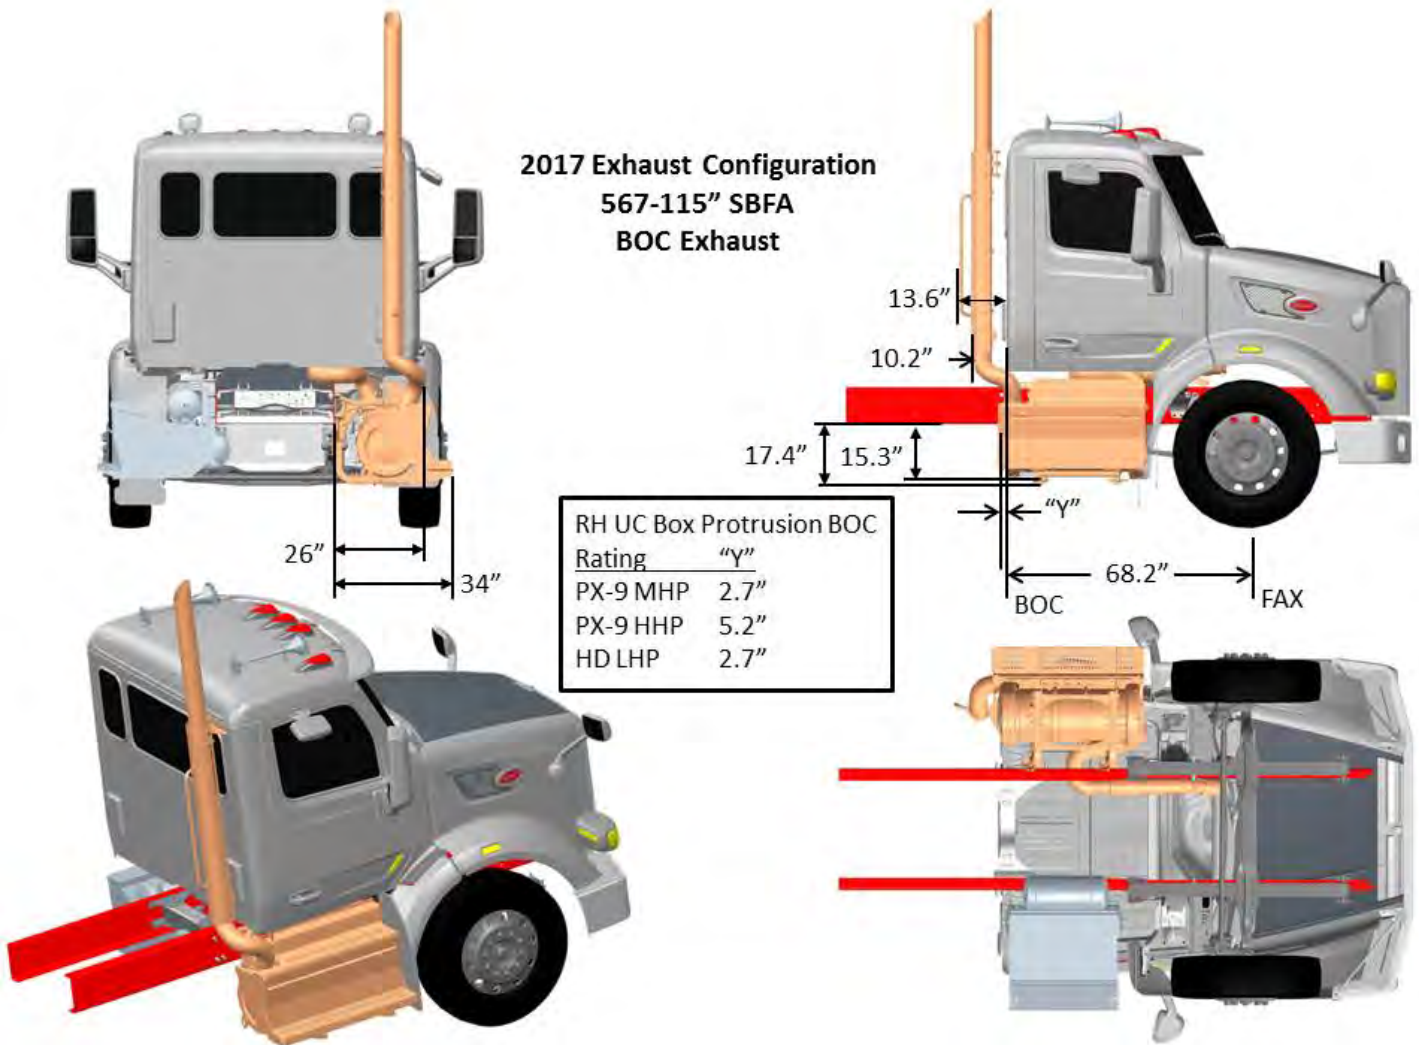 2017 Exhaust Configuration
567-115” SBFA
BOC Exhaust
13.6”
10.2”
17.4”
15.3”
“Y”
68.2”
BOC
FAX
26”
34”
RH UC Box Protrusion BOC
Rating “Y”
PX-9 MHP 2.7”
PX-9 HHP 5.2”
HD LHP 2.7”